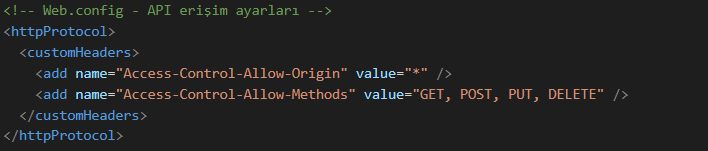 <!-- Web.config - API erişim ayarları -->
<httpProtocol>
  <customHeaders>
    <add name="Access-Control-Allow-Origin" value="*" />
    <add name="Access-Control-Allow-Methods" value="GET, POST, PUT, DELETE" />
  </customHeaders>
</httpProtocol>